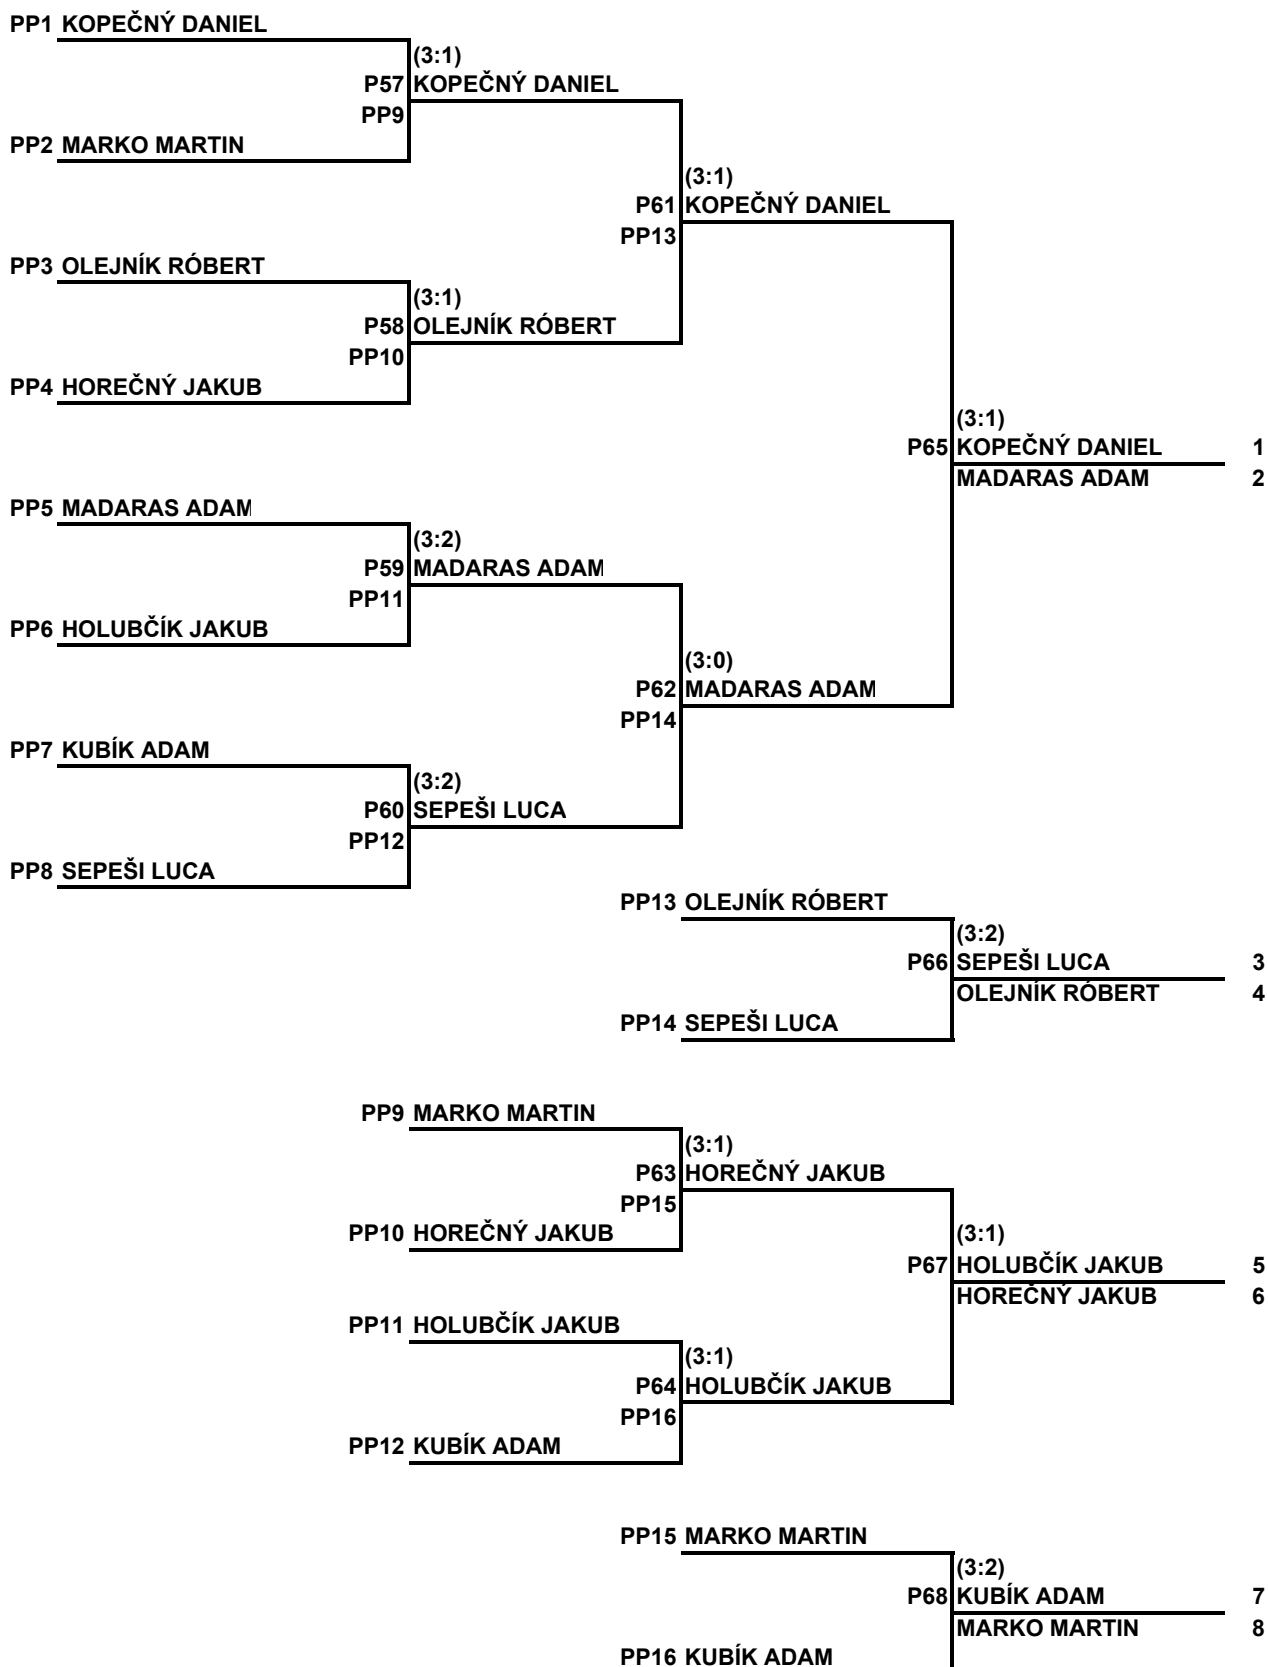 PP1 KOPEČNÝ DANIEL
(3:1)
P57 KOPEČNÝ DANIEL
PP9
PP2 MARKO MARTIN
(3:1)
P61 KOPEČNÝ DANIEL
PP13
PP3 OLEJNÍK RÓBERT
(3:1)
P58 OLEJNÍK RÓBERT
PP10
PP4 HOREČNÝ JAKUB
(3:1)
P65 KOPEČNÝ DANIEL 1
MADARAS ADAM 2
PP5 MADARAS ADAM
(3:2)
P59 MADARAS ADAM
PP11
PP6 HOLUBČÍK JAKUB
(3:0)
P62 MADARAS ADAM
PP14
PP7 KUBÍK ADAM
(3:2)
P60 SEPEŠI LUCA
PP12
PP8 SEPEŠI LUCA
PP13 OLEJNÍK RÓBERT
(3:2)
P66 SEPEŠI LUCA 3
OLEJNÍK RÓBERT 4
PP14 SEPEŠI LUCA
PP9 MARKO MARTIN
(3:1)
P63 HOREČNÝ JAKUB
PP15
PP10 HOREČNÝ JAKUB
(3:1)
P67 HOLUBČÍK JAKUB 5
HOREČNÝ JAKUB 6
PP11 HOLUBČÍK JAKUB
(3:1)
P64 HOLUBČÍK JAKUB
PP16
PP12 KUBÍK ADAM
PP15 MARKO MARTIN
(3:2)
P68 KUBÍK ADAM 7
MARKO MARTIN 8
PP16 KUBÍK ADAM